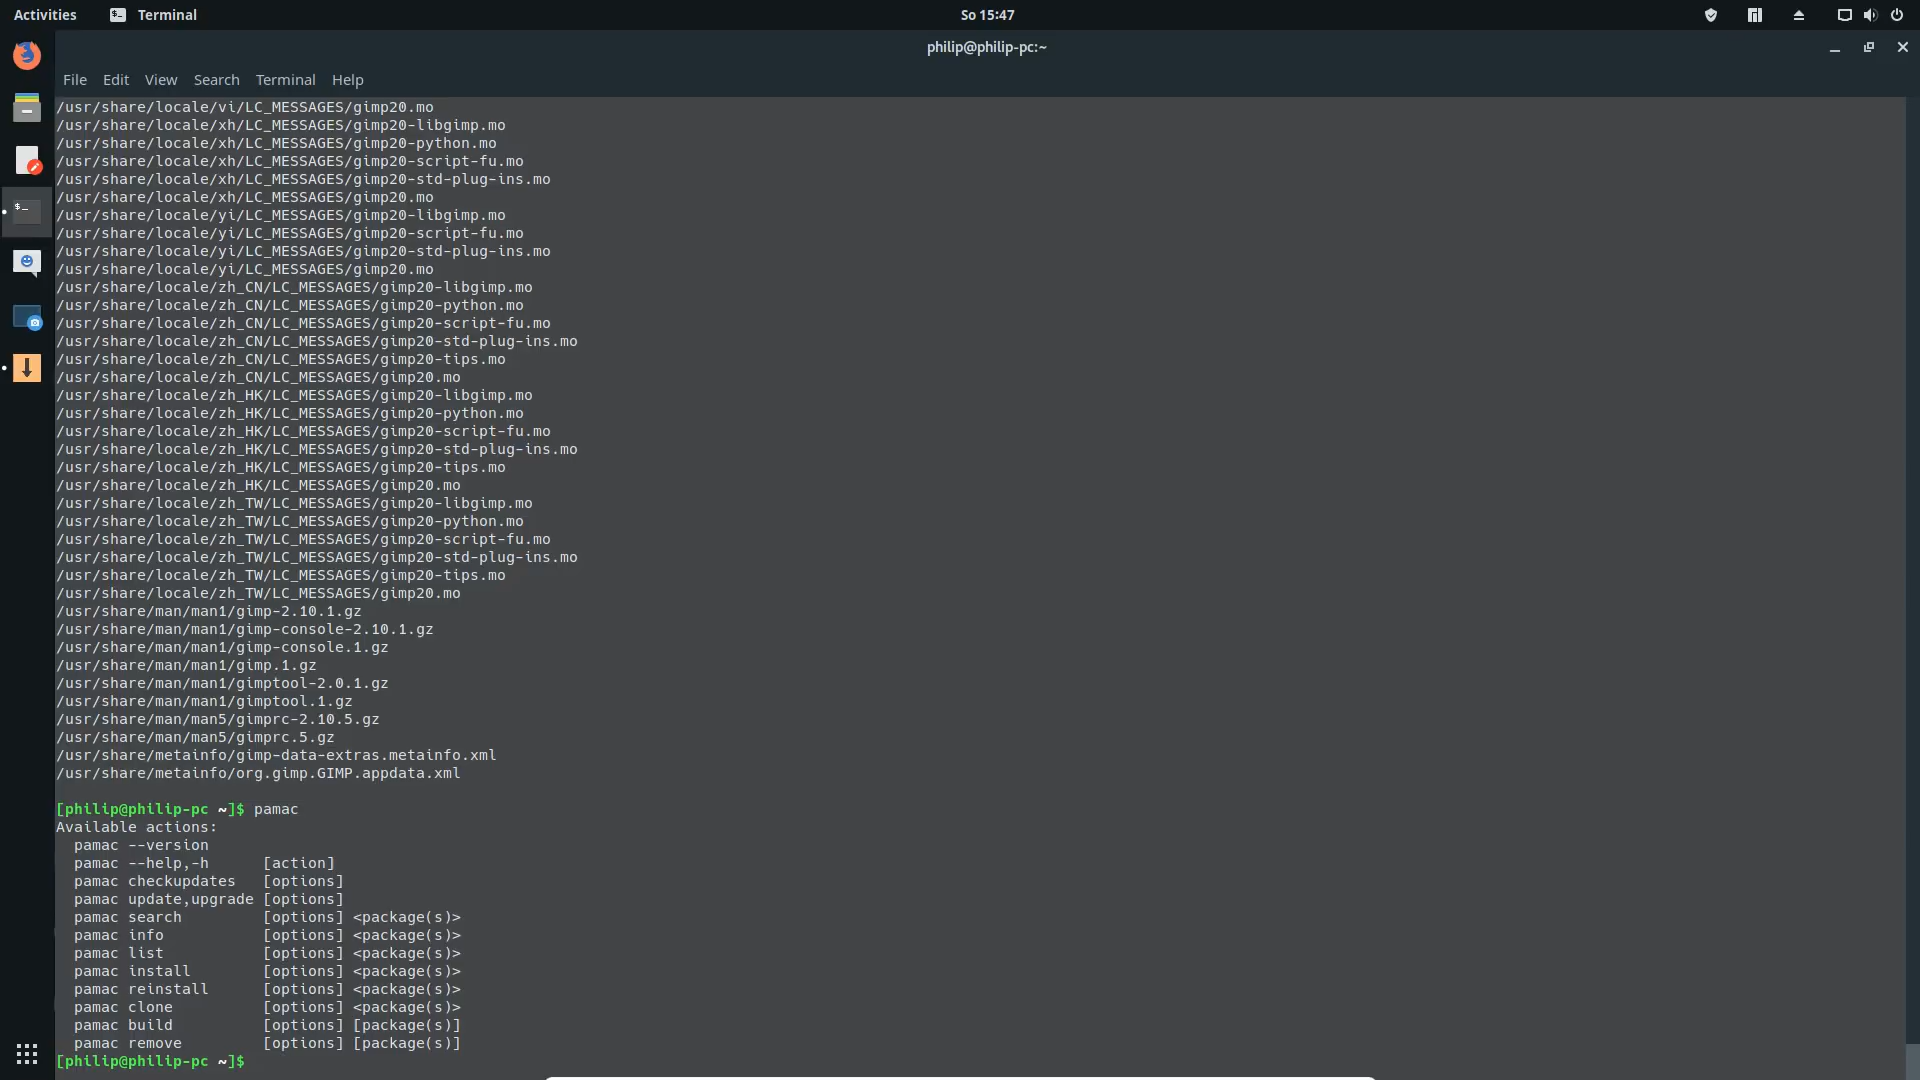 Activities
Terminal
So 15:47
philip@philip-pc:~
File Edit View Search Terminal Help
/usr/share/locale/vi/LC_MESSAGES/gimp20.mo
/usr/share/locale/xh/LC_MESSAGES/gimp20-libgimp.mo
/usr/share/locale/xh/LC_MESSAGES/gimp20-python.mo
/usr/share/locale/xh/LC_MESSAGES/gimp20-script-fu.mo
/usr/share/locale/xh/LC_MESSAGES/gimp20-std-plug-ins.mo
/usr/share/locale/xh/LC_MESSAGES/gimp20.mo
/usr/share/locale/yi/LC_MESSAGES/gimp20-libgimp.mo
/usr/share/locale/yi/LC_MESSAGES/gimp20-script-fu.mo
/usr/share/locale/yi/LC_MESSAGES/gimp20-std-plug-ins.mo
/usr/share/locale/yi/LC_MESSAGES/gimp20.mo
/usr/share/locale/zh_CN/LC_MESSAGES/gimp20-libgimp.mo
/usr/share/locale/zh_CN/LC_MESSAGES/gimp20-python.mo
/usr/share/locale/zh_CN/LC_MESSAGES/gimp20-script-fu.mo
/usr/share/locale/zh_CN/LC_MESSAGES/gimp20-std-plug-ins.mo
/usr/share/locale/zh_CN/LC_MESSAGES/gimp20-tips.mo
/usr/share/locale/zh_CN/LC_MESSAGES/gimp20.mo
/usr/share/locale/zh_HK/LC_MESSAGES/gimp20-libgimp.mo
/usr/share/locale/zh_HK/LC_MESSAGES/gimp20-python.mo
/usr/share/locale/zh_HK/LC_MESSAGES/gimp20-script-fu.mo
/usr/share/locale/zh_HK/LC_MESSAGES/gimp20-std-plug-ins.mo
/usr/share/locale/zh_HK/LC_MESSAGES/gimp20-tips.mo
/usr/share/locale/zh_HK/LC_MESSAGES/gimp20.mo
/usr/share/locale/zh_TW/LC_MESSAGES/gimp20-libgimp.mo
/usr/share/locale/zh_TW/LC_MESSAGES/gimp20-python.mo
/usr/share/locale/zh_TW/LC_MESSAGES/gimp20-script-fu.mo
/usr/share/locale/zh_TW/LC_MESSAGES/gimp20-std-plug-ins.mo
/usr/share/locale/zh_TW/LC_MESSAGES/gimp20-tips.mo
/usr/share/locale/zh_TW/LC_MESSAGES/gimp20.mo
/usr/share/man/man1/gimp-2.10.1.gz
/usr/share/man/man1/gimp-console-2.10.1.gz
/usr/share/man/man1/gimp-console.1.gz
/usr/share/man/man1/gimp.1.gz
/usr/share/man/man1/gimptool-2.0.1.gz
/usr/share/man/man1/gimptool.1.gz
/usr/share/man/man5/gimprc-2.10.5.gz
/usr/share/man/man5/gimprc.5.gz
/usr/share/metainfo/gimp-data-extras.metainfo.xml
/usr/share/metainfo/org.gimp.GIMP.appdata.xml
[philip@philip-pc ~]$ pamac
Available actions:
pamac --version
pamac --help,-h [action]
pamac checkupdates [options]
pamac update,upgrade [options]
pamac search [options] <package(s)>
pamac info [options] <package(s)>
pamac list [options] <package(s)>
pamac install [options] <package(s)>
pamac reinstall [options] <package(s)>
pamac clone [options] <package(s)>
pamac build [options] [package(s)]
pamac remove [options] [package(s)]
[philip@philip-pc ~]$